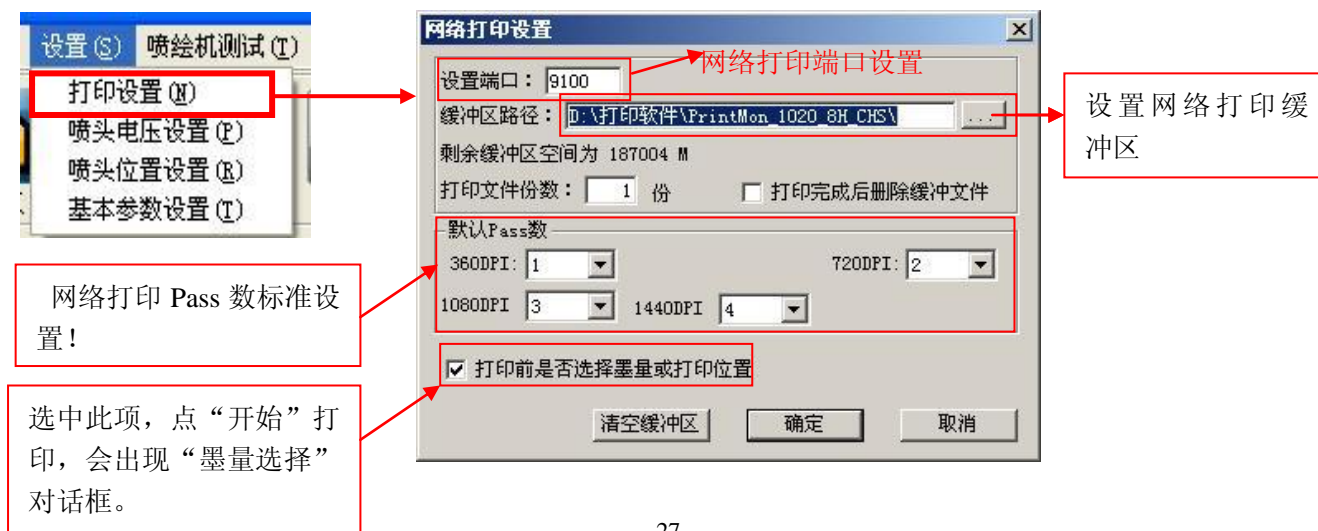 设置(S) 喷绘机测试(T)
打印设置(N)
喷头电压设置(P)
喷头位置设置(R)
基本参数设置(T)
网络打印设置
设置端口： 9100
网络打印端口设置
缓冲区路径： D:\打印软件\PrintMon_1020_8H_CHS\ ...
剩余缓冲区空间为 187004 M
打印文件份数： 1 份 打印完成后删除缓冲文件
设置网络打印缓
冲区
默认Pass数
360DPI: 1 720DPI: 2
1080DPI 3 1440DPI 4
网络打印 Pass 数标准设
置！
打印前是否选择墨量或打印位置
清空缓冲区 确定 取消
选中此项，点“开始”打
印，会出现“墨量选择”
对话框。
27